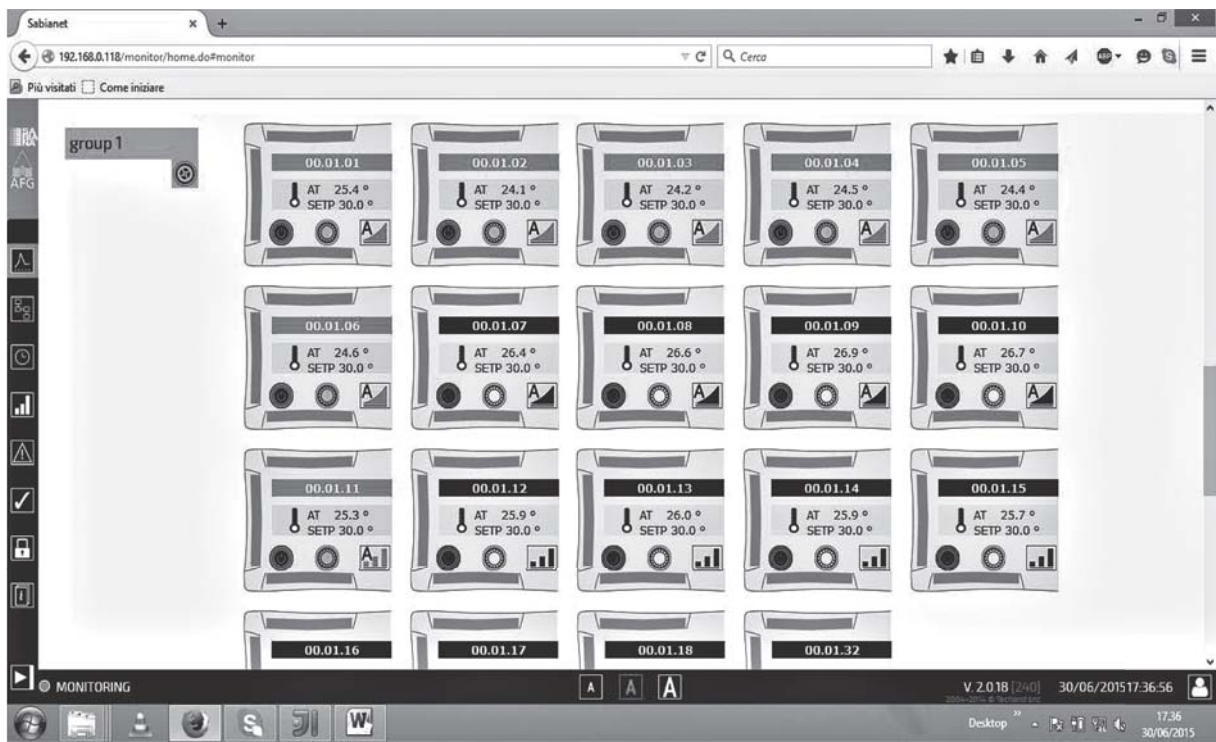 Sabianet
192.168.0.118/monitor/home.do#monitor
Cerca
ABP
Più visitati
Come iniziare
AFG
group 1
00.01.01
AT 25.4 °
SETP 30.0 °
A
00.01.02
AT 24.1 °
SETP 30.0 °
A
00.01.03
AT 24.2 °
SETP 30.0 °
A
00.01.04
AT 24.5 °
SETP 30.0 °
A
00.01.05
AT 24.4 °
SETP 30.0 °
A
00.01.06
AT 24.6 °
SETP 30.0 °
A
00.01.07
AT 26.4 °
SETP 30.0 °
A
00.01.08
AT 26.6 °
SETP 30.0 °
A
00.01.09
AT 26.9 °
SETP 30.0 °
A
00.01.10
AT 26.7 °
SETP 30.0 °
A
00.01.11
AT 25.3 °
SETP 30.0 °
A
00.01.12
AT 25.9 °
SETP 30.0 °
00.01.13
AT 26.0 °
SETP 30.0 °
00.01.14
AT 25.9 °
SETP 30.0 °
00.01.15
AT 25.7 °
SETP 30.0 °
00.01.16
00.01.17
00.01.18
00.01.32
MONITORING
A A A
V. 2.0.18 [240]
30/06/201517:36:56
Desktop
17.36
30/06/2015